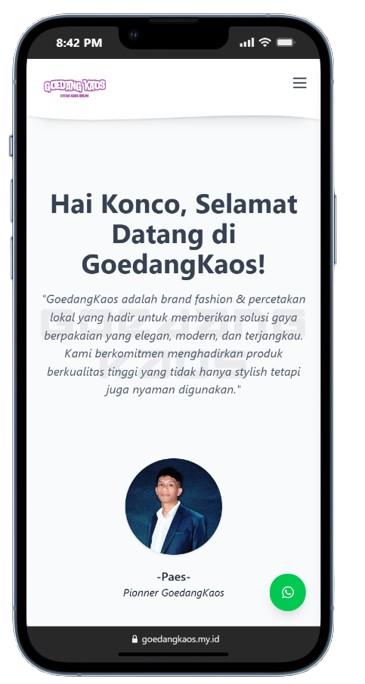 8:42 PM
GOEDANG KAOS
Hai Konco, Selamat
Datang di
GoedangKaos!
"GoedangKaos adalah brand fashion & percetakan
lokal yang hadir untuk memberikan solusi gaya
berpakaian yang elegan, modern, dan terjangkau.
Kami berkomitmen menghadirkan produk
berkualitas tinggi yang tidak hanya stylish tetapi
juga nyaman digunakan."
-Paes-
Pionner GoedangKaos
goedangkaos.my.id